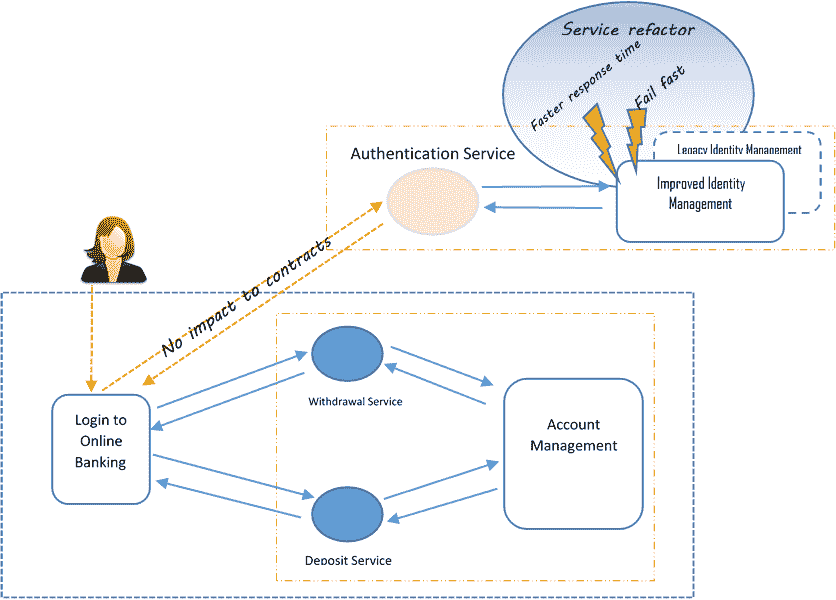 Service refactor
Faster response time
Fail fast
Authentication Service
Legacy Identity Management
Improved Identity
Management
No impact to contracts
Withdrawal Service
Login to
Online
Banking
Account
Management
Deposit Service